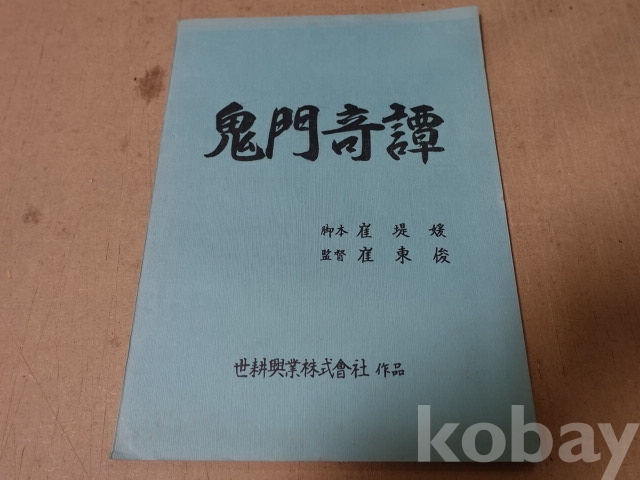 鬼門奇譚
脚本 崔堤媛
監督 崔東俊
世耕興業株式會社 作品
kobay